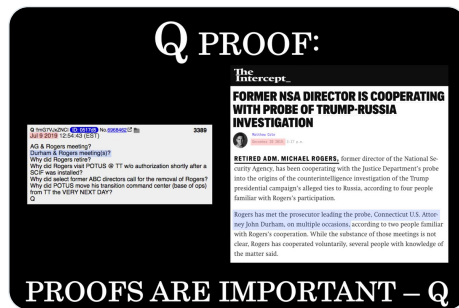 Q PROOF:
Q !!mG7VJxZNCI ID: 0517d9 No.6968462 3389
Jul 9 2019 12:54:43 (EST)
AG & Rogers meeting?
Durham & Rogers meeting(s)?
Why did Rogers retire?
Why did Rogers visit POTUS @ TT w/o authorization shortly after a
SCIF was installed?
Why did select former ABC directors call for the removal of Rogers?
Why did POTUS move his transition command center (base of ops)
from TT the VERY NEXT DAY?
Q
The
Intercept_
FORMER NSA DIRECTOR IS COOPERATING
WITH PROBE OF TRUMP-RUSSIA
INVESTIGATION
Matthew Cole
RETIRED ADM. MICHAEL ROGERS, former director of the National Se-
curity Agency, has been cooperating with the Justice Department's probe
into the origins of the counterintelligence investigation of the Trump
presidential campaign's alleged ties to Russia, according to four people
familiar with Rogers's participation.
Rogers has met the prosecutor leading the probe, Connecticut U.S. Attor-
ney John Durham, on multiple occasions, according to two people familiar
with Rogers's cooperation. While the substance of those meetings is not
clear, Rogers has cooperated voluntarily, several people with knowledge of
the matter said.
PROOFS ARE IMPORTANT – Q